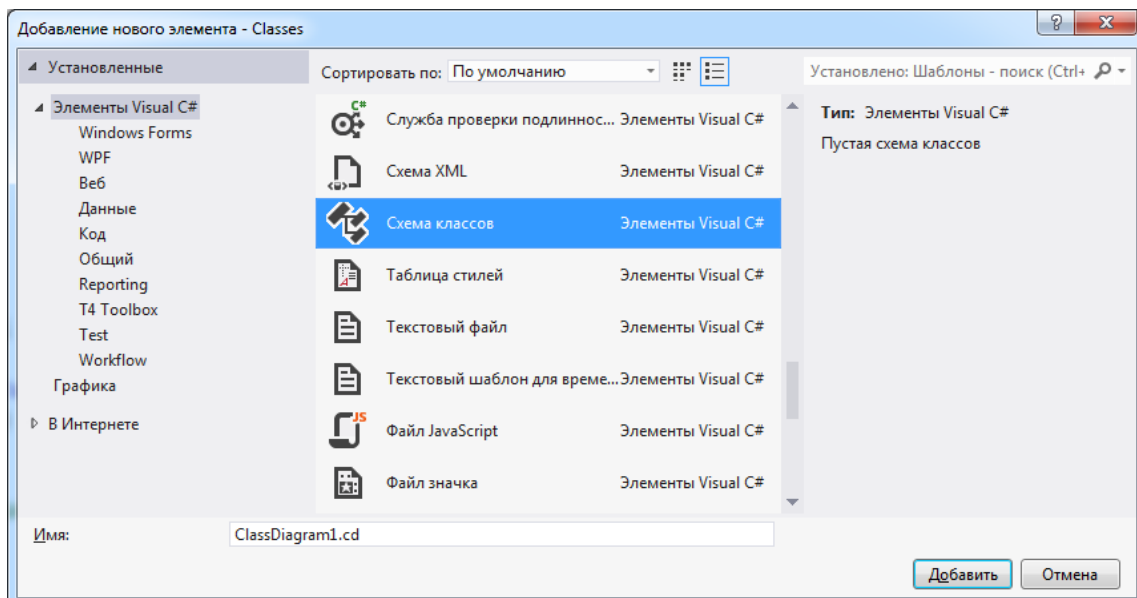 Добавление нового элемента - Classes
Установленные
Элементы Visual C#
Windows Forms
WPF
Веб
Данные
Код
Общий
Reporting
T4 Toolbox
Test
Workflow
Графика
В Интернете
Сортировать по: По умолчанию
C# Служба проверки подлиннос... Элементы Visual C#
Схема XML Элементы Visual C#
Схема классов Элементы Visual C#
Таблица стилей Элементы Visual C#
Текстовый файл Элементы Visual C#
Текстовый шаблон для време... Элементы Visual C#
JS Файл JavaScript Элементы Visual C#
Файл значка Элементы Visual C#
Установлено: Шаблоны - поиск (Ctrl+
Тип: Элементы Visual C#
Пустая схема классов
Имя: ClassDiagram1.cd
Добавить Отмена